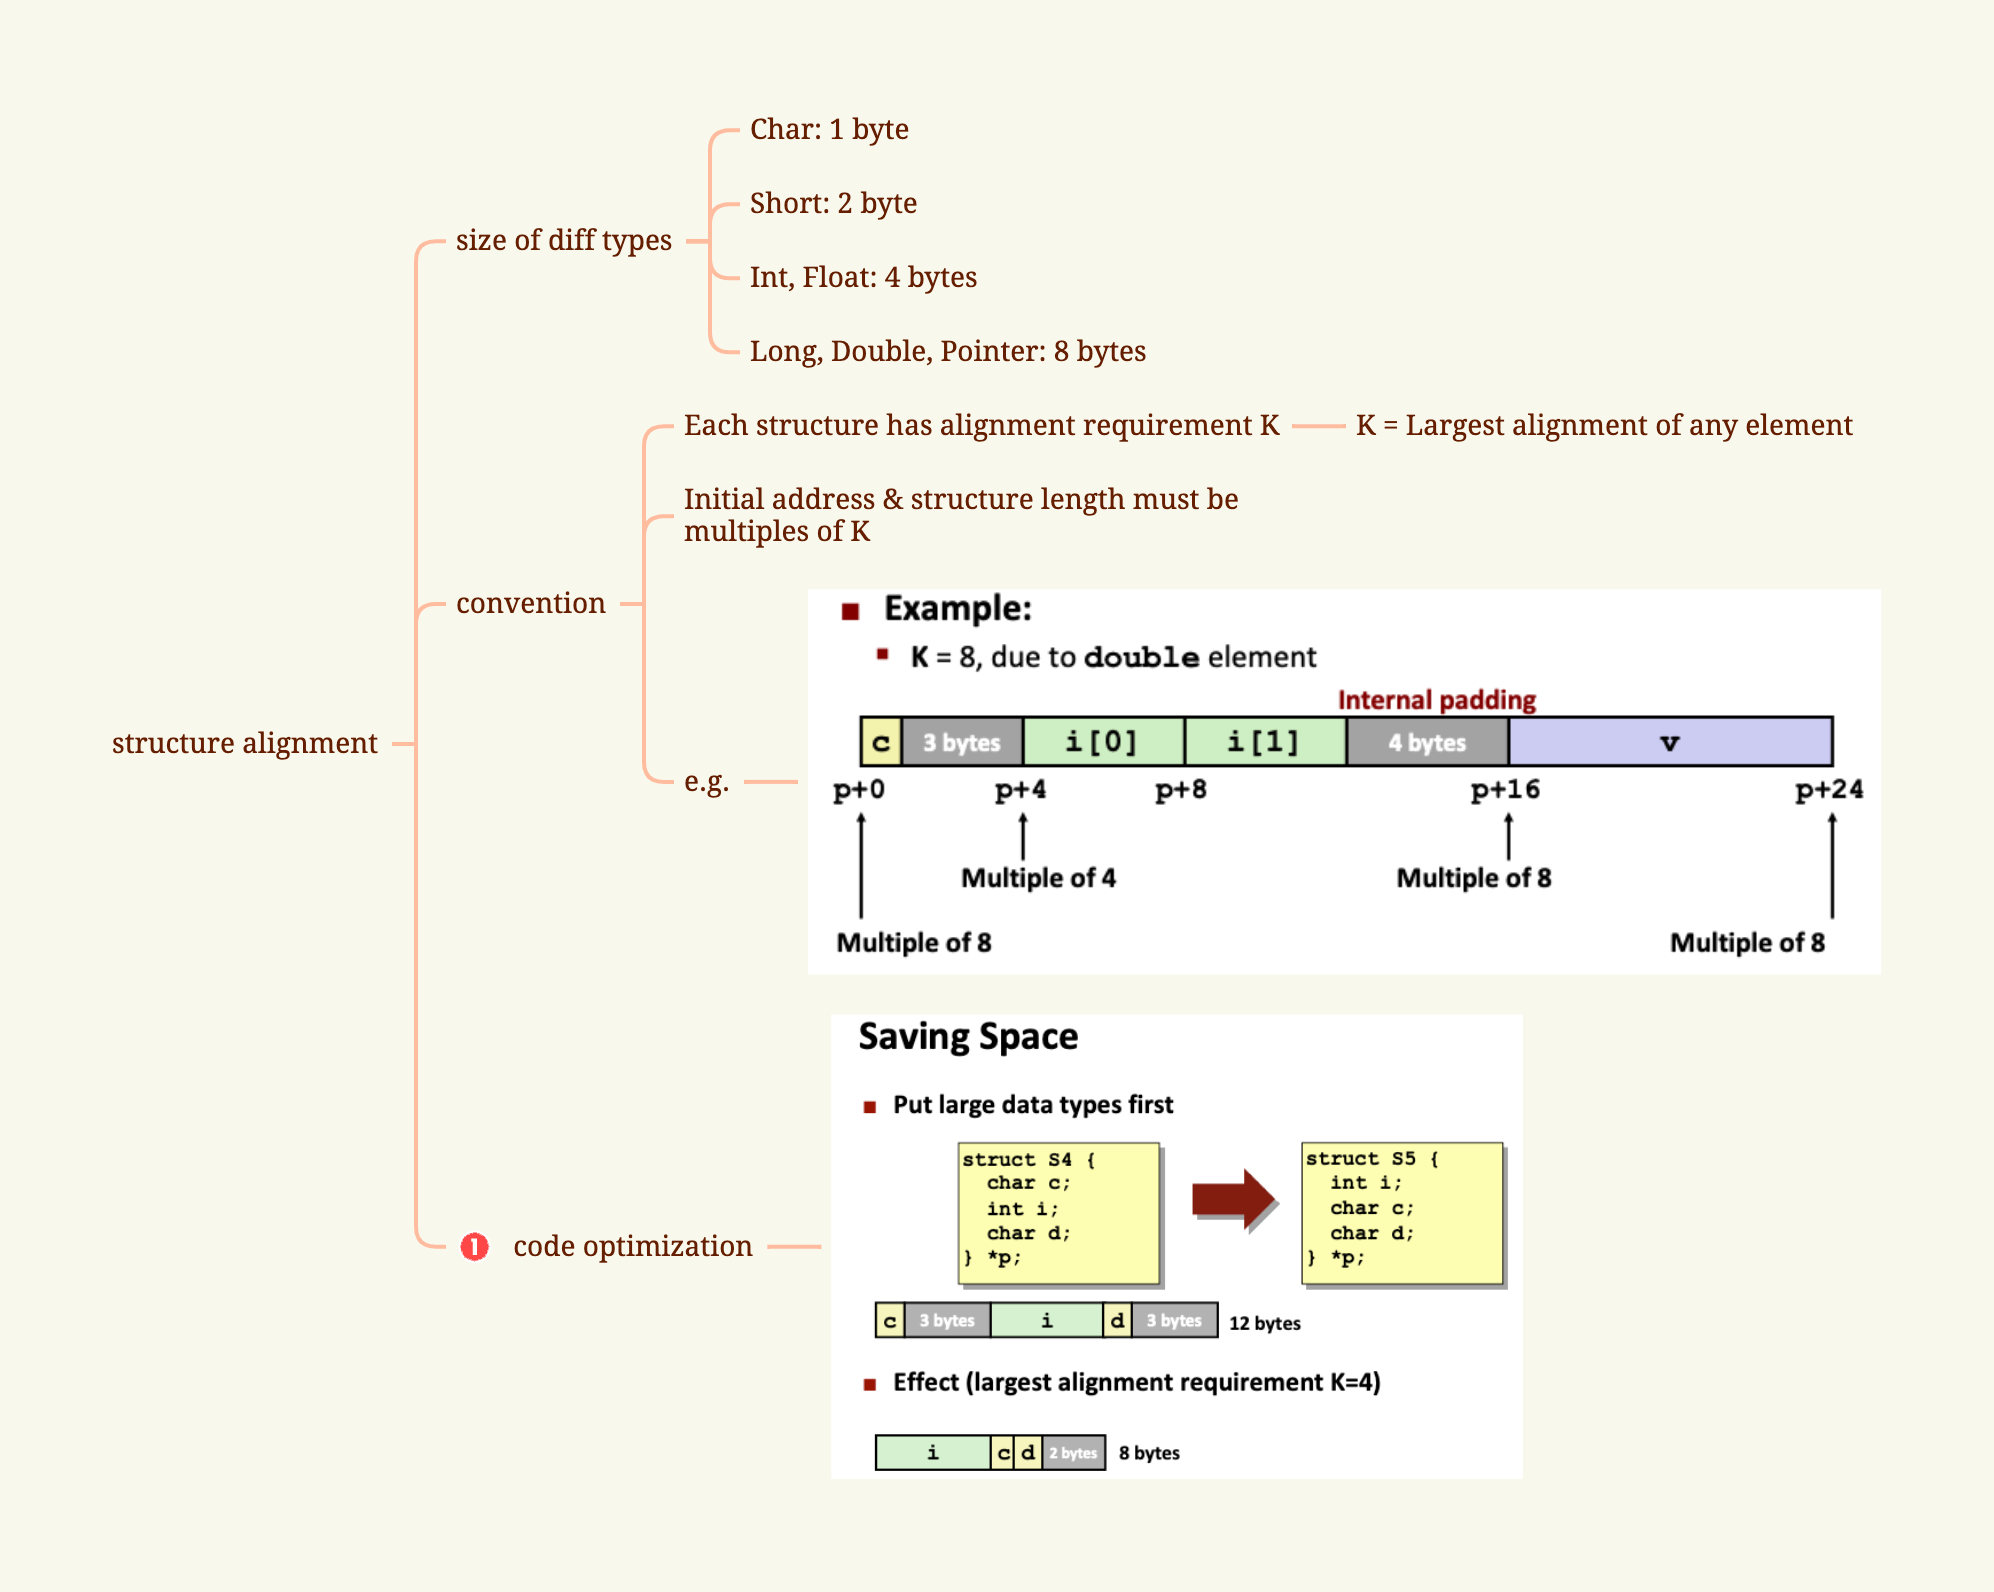 Char: 1 byte
Short: 2 byte
size of diff types
Int, Float: 4 bytes
Long, Double, Pointer: 8 bytes
Each structure has alignment requirement K
K = Largest alignment of any element
Initial address & structure length must be
multiples of K
convention
structure alignment
e.g.
Example:
K = 8, due to double element
Internal padding
c 3 bytes i[0] i[1] 4 bytes v
p+0 p+4 p+8 p+16 p+24
Multiple of 4 Multiple of 8
Multiple of 8 Multiple of 8
1 code optimization
Saving Space
Put large data types first
struct S4 {
char c;
int i;
char d;
} *p;
struct S5 {
int i;
char c;
char d;
} *p;
c 3 bytes i d 3 bytes 12 bytes
Effect (largest alignment requirement K=4)
i c d 2 bytes 8 bytes